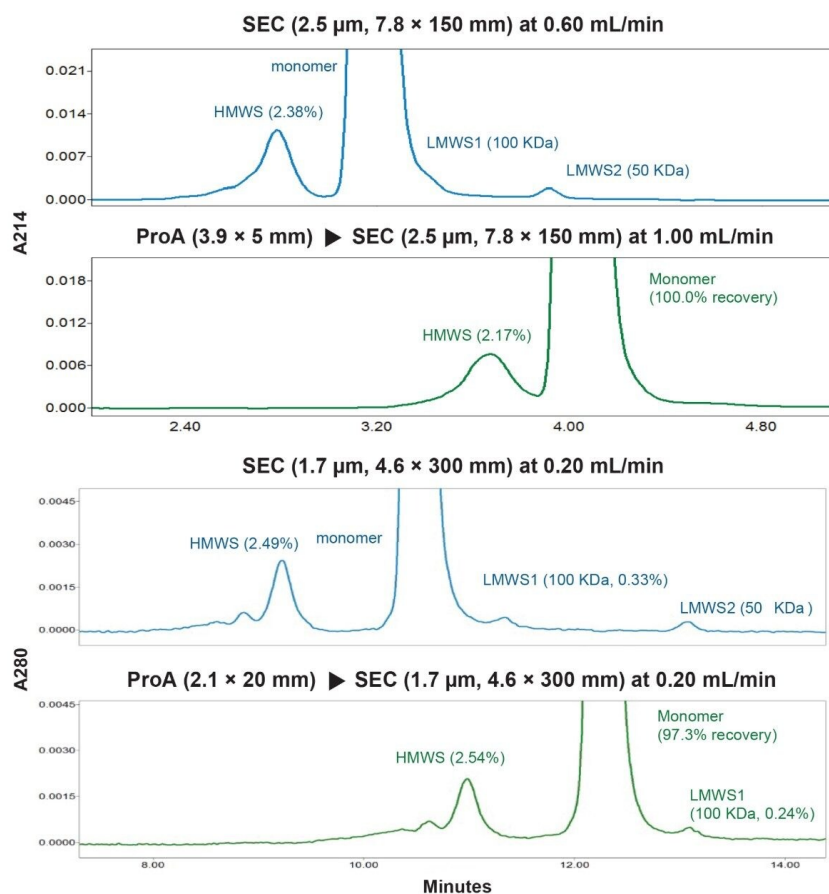 SEC (2.5 µm, 7.8 × 150 mm) at 0.60 mL/min
0.021
0.014
0.007
0.000
monomer
HMWS (2.38%)
LMWS1 (100 KDa)
LMWS2 (50 KDa)
A214
ProA (3.9 × 5 mm) ▶ SEC (2.5 µm, 7.8 × 150 mm) at 1.00 mL/min
0.018
0.012
0.006
0.000
Monomer
(100.0% recovery)
HMWS (2.17%)
2.40 3.20 4.00 4.80
SEC (1.7 µm, 4.6 × 300 mm) at 0.20 mL/min
0.0045
0.0030
0.0015
0.0000
HMWS (2.49%)
monomer
LMWS1 (100 KDa, 0.33%)
LMWS2 (50 KDa)
A280
ProA (2.1 × 20 mm) ▶ SEC (1.7 µm, 4.6 × 300 mm) at 0.20 mL/min
0.0045
0.0030
0.0015
0.0000
Monomer
(97.3% recovery)
HMWS (2.54%)
LMWS1
(100 KDa, 0.24%)
8.00 10.00 12.00 14.00
Minutes